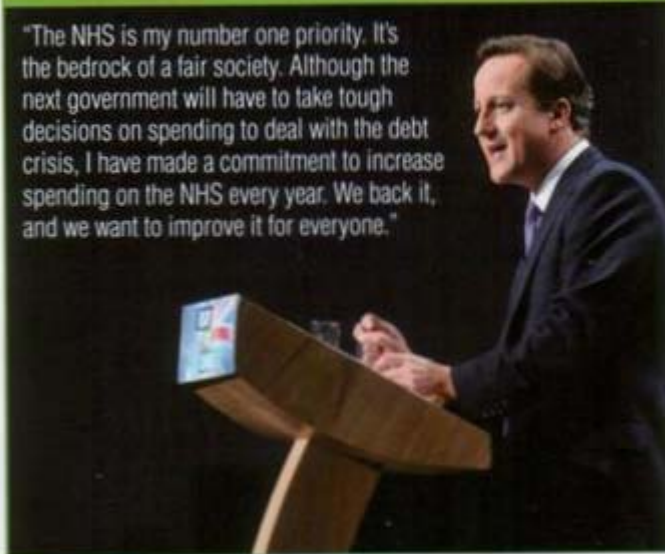 "The NHS is my number one priority. It's
the bedrock of a fair society. Although the
next government will have to take tough
decisions on spending to deal with the debt
crisis, I have made a commitment to increase
spending on the NHS every year. We back it,
and we want to improve it for everyone."